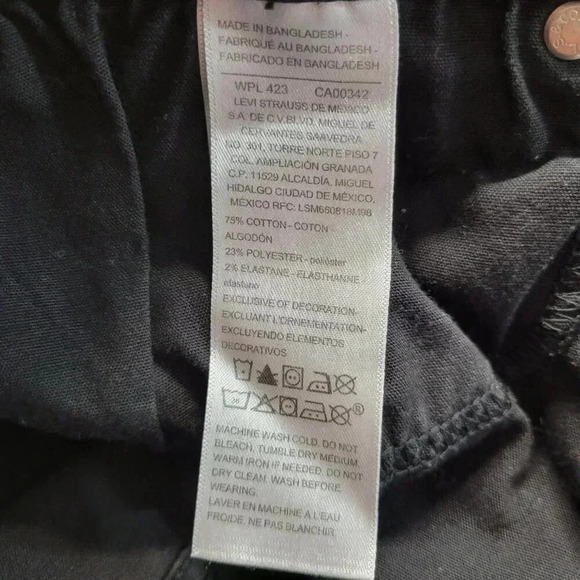 MADE IN BANGLADESH -
FABRIQUÉ AU BANGLADESH -
FABRICADO EN BANGLADESH
WPL 423 CA00342
LEVI STRAUSS DE MÉXICO
S.A. DE C.V.BLVD. MIGUEL DE
CERVANTES SAAVEDRA
NO. 301, TORRE NORTE PISO 7
COL. AMPLIACIÓN GRANADA
C.P. 11529 ALCALDÍA, MIGUEL
HIDALGO CIUDAD DE MÉXICO,
MÉXICO RFC: LSM660818M98
75% COTTON - COTON -
ALGODÓN
23% POLYESTER - poliéster
2% ELASTANE - ELASTHANNE
elastano
EXCLUSIVE OF DECORATION-
EXCLUANT L'ORNEMENTATION-
EXCLUYENDO ELEMENTOS
DECORATIVOS
®
MACHINE WASH COLD. DO NOT
BLEACH. TUMBLE DRY MEDIUM.
WARM IRON IF NEEDED. DO NOT
DRY CLEAN. WASH BEFORE
WEARING.
LAVER EN MACHINE À L'EAU
FROIDE. NE PAS BLANCHIR.